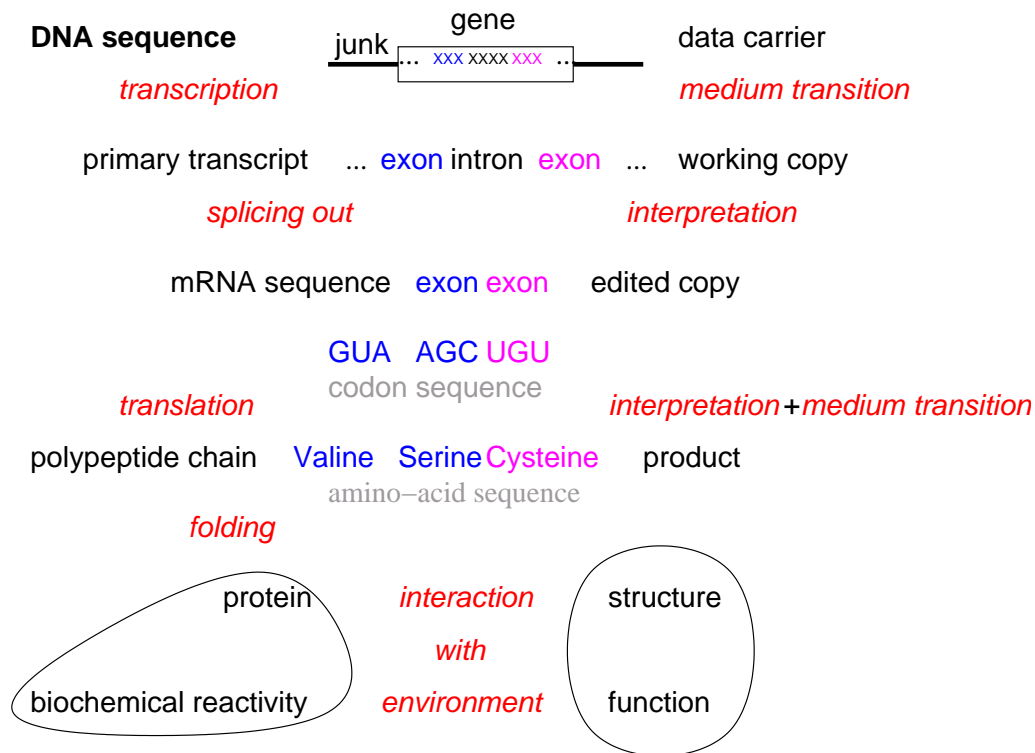 gene
DNA sequence junk data carrier
... xxx xxxx xxx ...
transcription medium transition
primary transcript ... exon intron exon ... working copy
splicing out interpretation
mRNA sequence exon exon edited copy
GUA AGC UGU
codon sequence
translation interpretation+medium transition
polypeptide chain Valine Serine Cysteine product
amino−acid sequence
folding
protein interaction structure
with
biochemical reactivity environment function